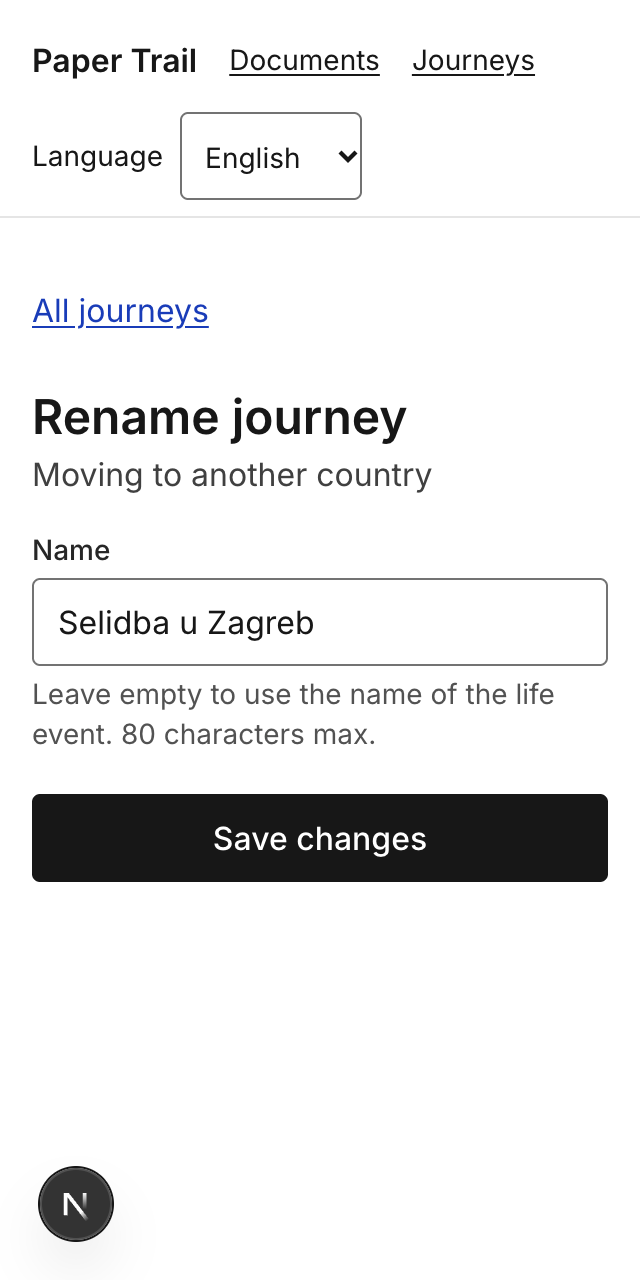 Paper Trail Documents Journeys
Language English
All journeys
Rename journey
Moving to another country
Name
Selidba u Zagreb
Leave empty to use the name of the life
event. 80 characters max.
Save changes
N